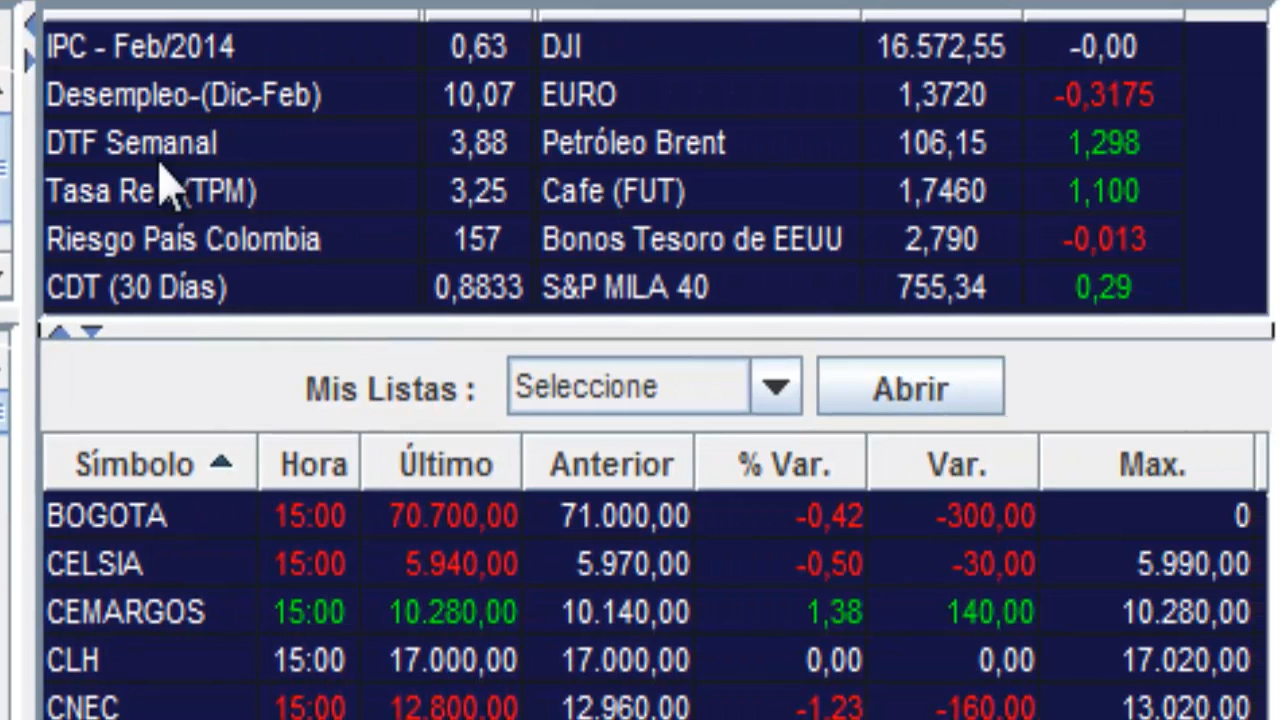 IPC - Feb/2014 0,63 DJI 16.572,55 -0,00
Desempleo-(Dic-Feb) 10,07 EURO 1,3720 -0,3175
DTF Semanal 3,88 Petróleo Brent 106,15 1,298
Tasa Re (TPM) 3,25 Cafe (FUT) 1,7460 1,100
Riesgo País Colombia 157 Bonos Tesoro de EEUU 2,790 -0,013
CDT (30 Días) 0,8833 S&P MILA 40 755,34 0,29
Mis Listas : Seleccione Abrir
Símbolo Hora Último Anterior % Var. Var. Max.
BOGOTA 15:00 70.700,00 71.000,00 -0,42 -300,00 0
CELSIA 15:00 5.940,00 5.970,00 -0,50 -30,00 5.990,00
CEMARGOS 15:00 10.280,00 10.140,00 1,38 140,00 10.280,00
CLH 15:00 17.000,00 17.000,00 0,00 0,00 17.020,00
CNEC 15:00 12.800,00 12.960,00 -1,23 -160,00 13.020,00